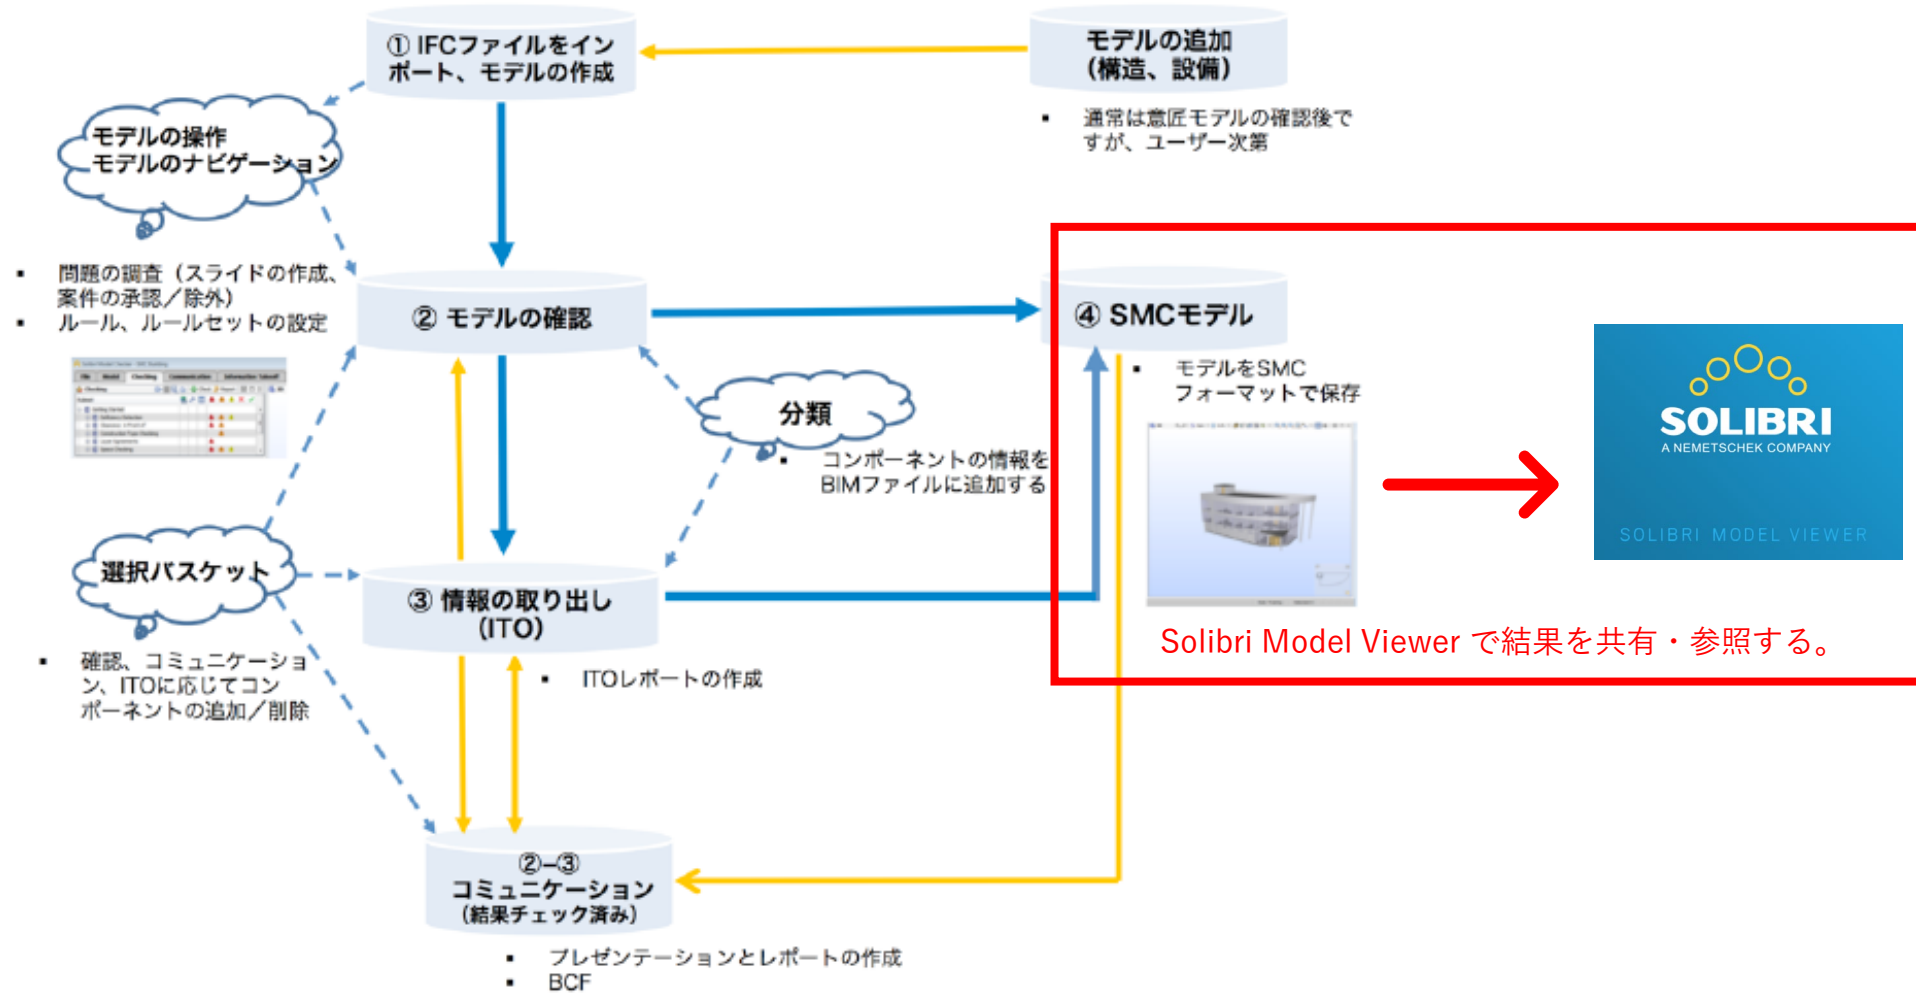 ① IFCファイルをイン
ポート、モデルの作成
モデルの追加
（構造、設備）
▪ 通常は意匠モデルの確認後で
すが、ユーザー次第
モデルの操作
モデルのナビゲーション
▪ 問題の調査（スライドの作成、
案件の承認／除外）
▪ ルール、ルールセットの設定
② モデルの確認
④ SMCモデル
▪ モデルをSMC
フォーマットで保存
分類
▪ コンポーネントの情報を
BIMファイルに追加する
SOLIBRI
A NEMETSCHEK COMPANY
SOLIBRI MODEL VIEWER
選択バスケット
▪ 確認、コミュニケーショ
ン、ITOに応じてコン
ポーネントの追加／削除
③ 情報の取り出し
（ITO）
▪ ITOレポートの作成
Solibri Model Viewer で結果を共有・参照する。
②–③
コミュニケーション
（結果チェック済み）
▪ プレゼンテーションとレポートの作成
▪ BCF